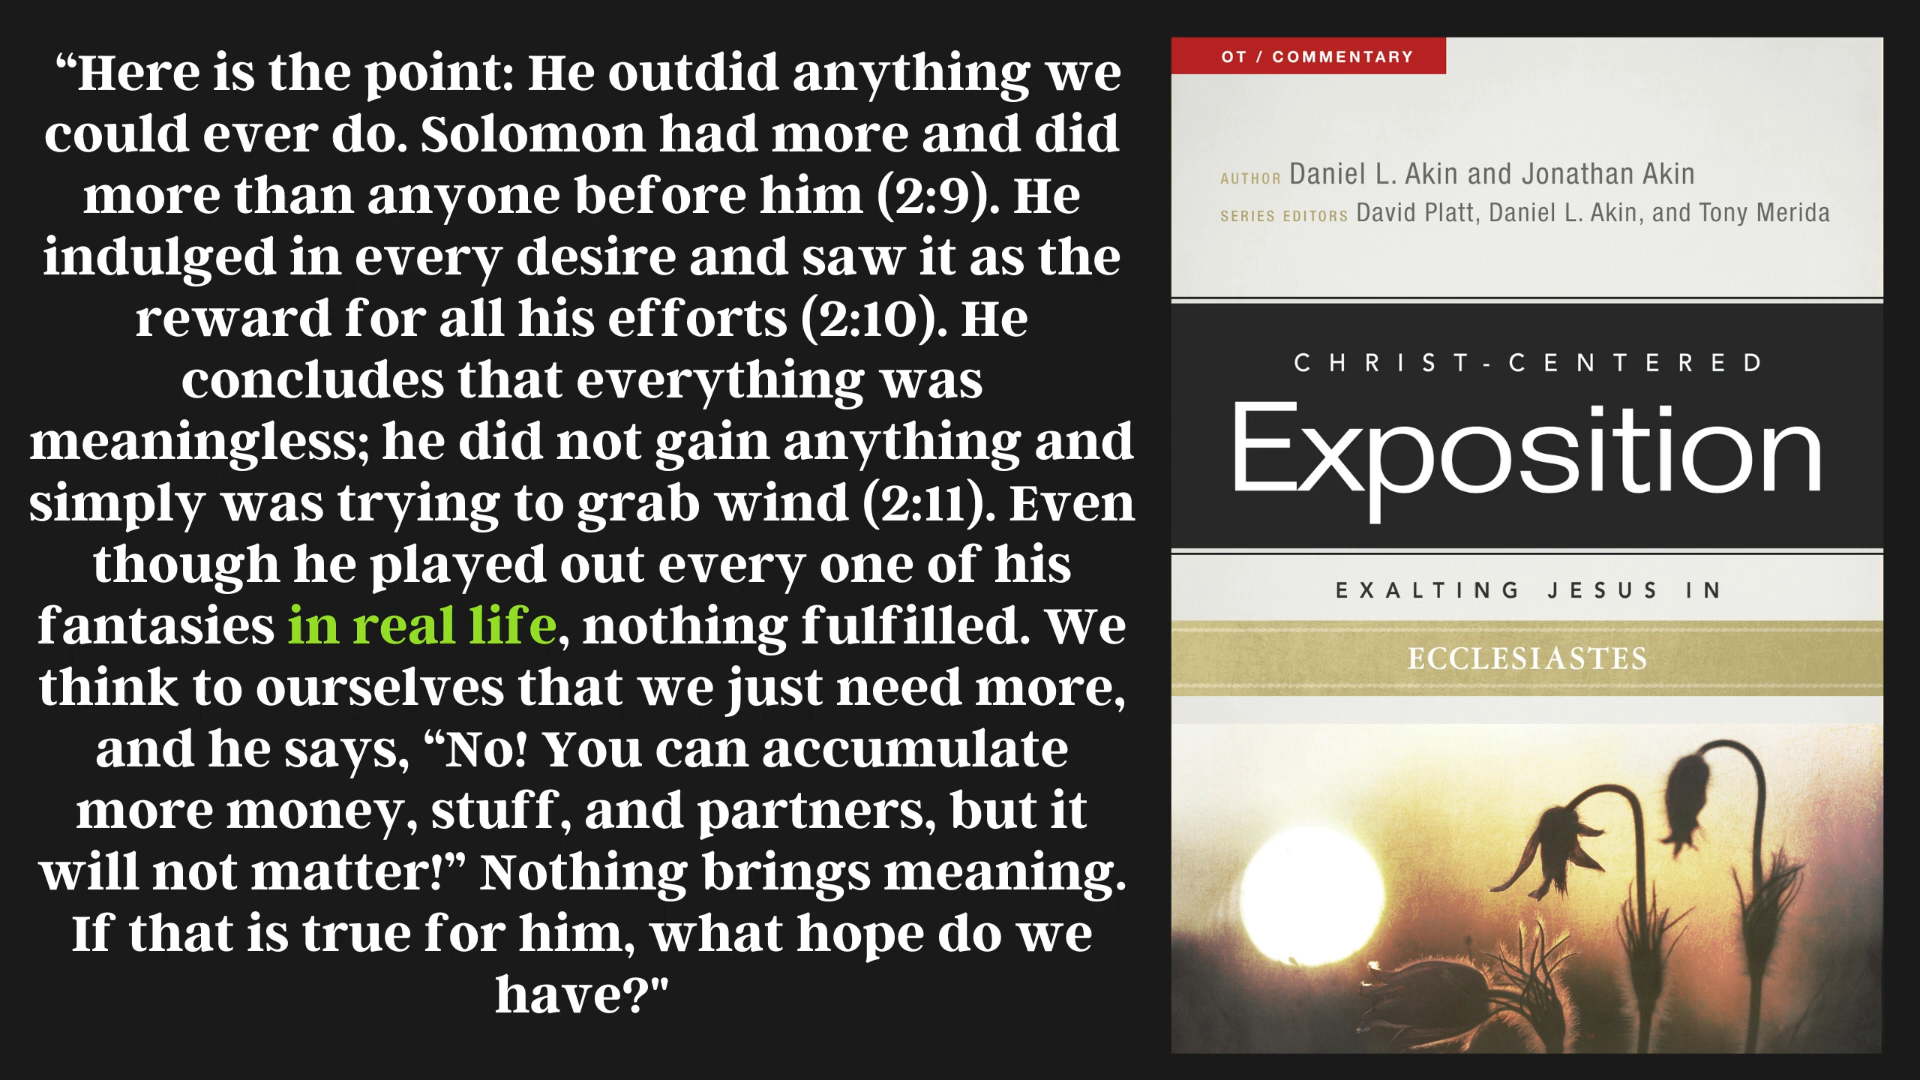 “Here is the point: He outdid anything we
could ever do. Solomon had more and did
more than anyone before him (2:9). He
indulged in every desire and saw it as the
reward for all his efforts (2:10). He
concludes that everything was
meaningless; he did not gain anything and
simply was trying to grab wind (2:11). Even
though he played out every one of his
fantasies in real life, nothing fulfilled. We
think to ourselves that we just need more,
and he says, “No! You can accumulate
more money, stuff, and partners, but it
will not matter!” Nothing brings meaning.
If that is true for him, what hope do we
have?"
OT / COMMENTARY
AUTHOR Daniel L. Akin and Jonathan Akin
SERIES EDITORS David Platt, Daniel L. Akin, and Tony Merida
CHRIST-CENTERED
Exposition
EXALTING JESUS IN
ECCLESIASTES